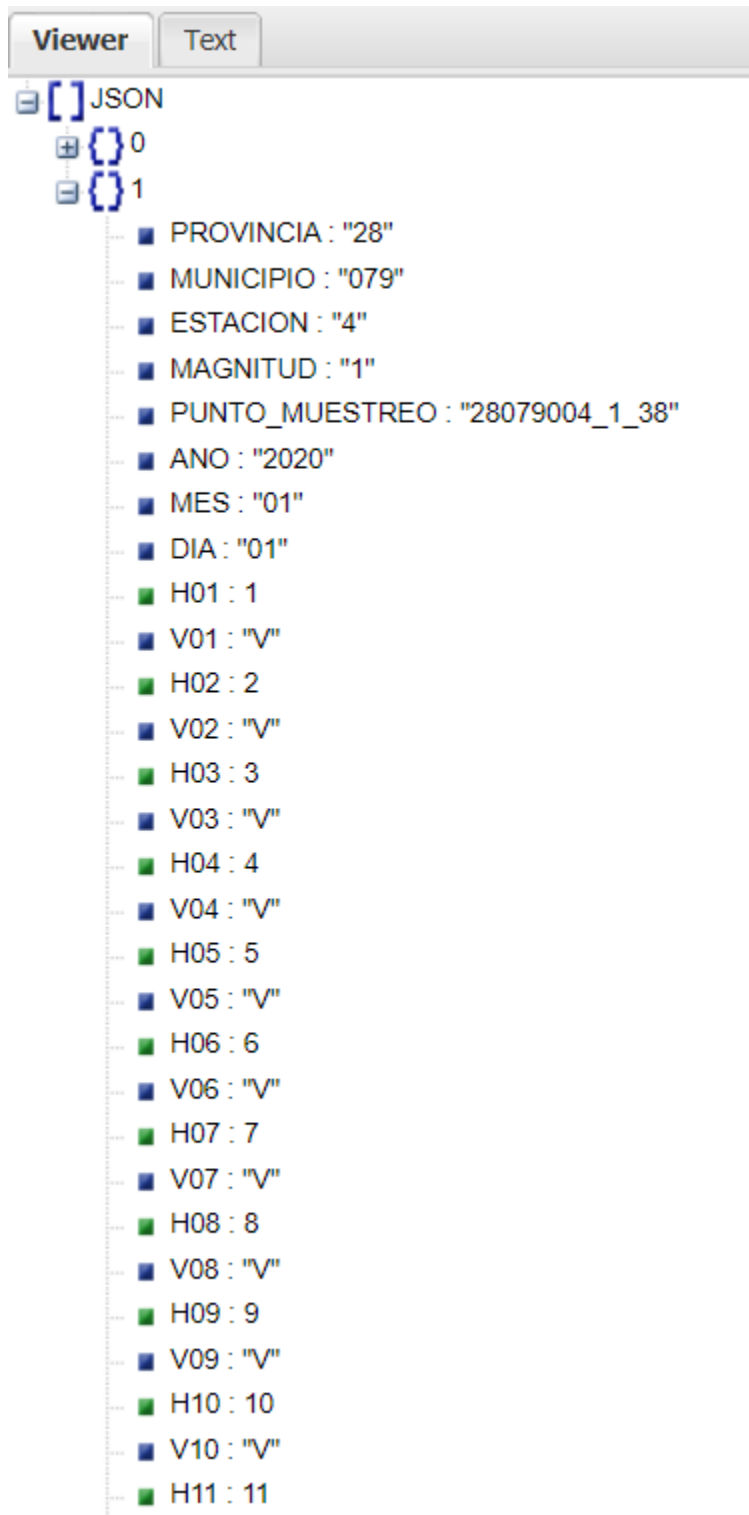 Viewer Text
[ ] JSON
{} 0
{} 1
PROVINCIA : "28"
MUNICIPIO : "079"
ESTACION : "4"
MAGNITUD : "1"
PUNTO_MUESTREO : "28079004_1_38"
ANO : "2020"
MES : "01"
DIA : "01"
H01 : 1
V01 : "V"
H02 : 2
V02 : "V"
H03 : 3
V03 : "V"
H04 : 4
V04 : "V"
H05 : 5
V05 : "V"
H06 : 6
V06 : "V"
H07 : 7
V07 : "V"
H08 : 8
V08 : "V"
H09 : 9
V09 : "V"
H10 : 10
V10 : "V"
H11 : 11